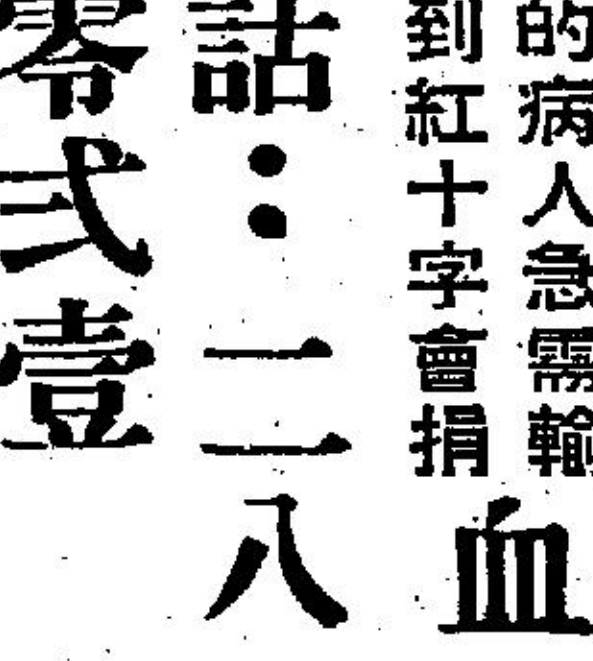 的病人急需輸
到紅十字會捐
血
話：二八
零弍壹